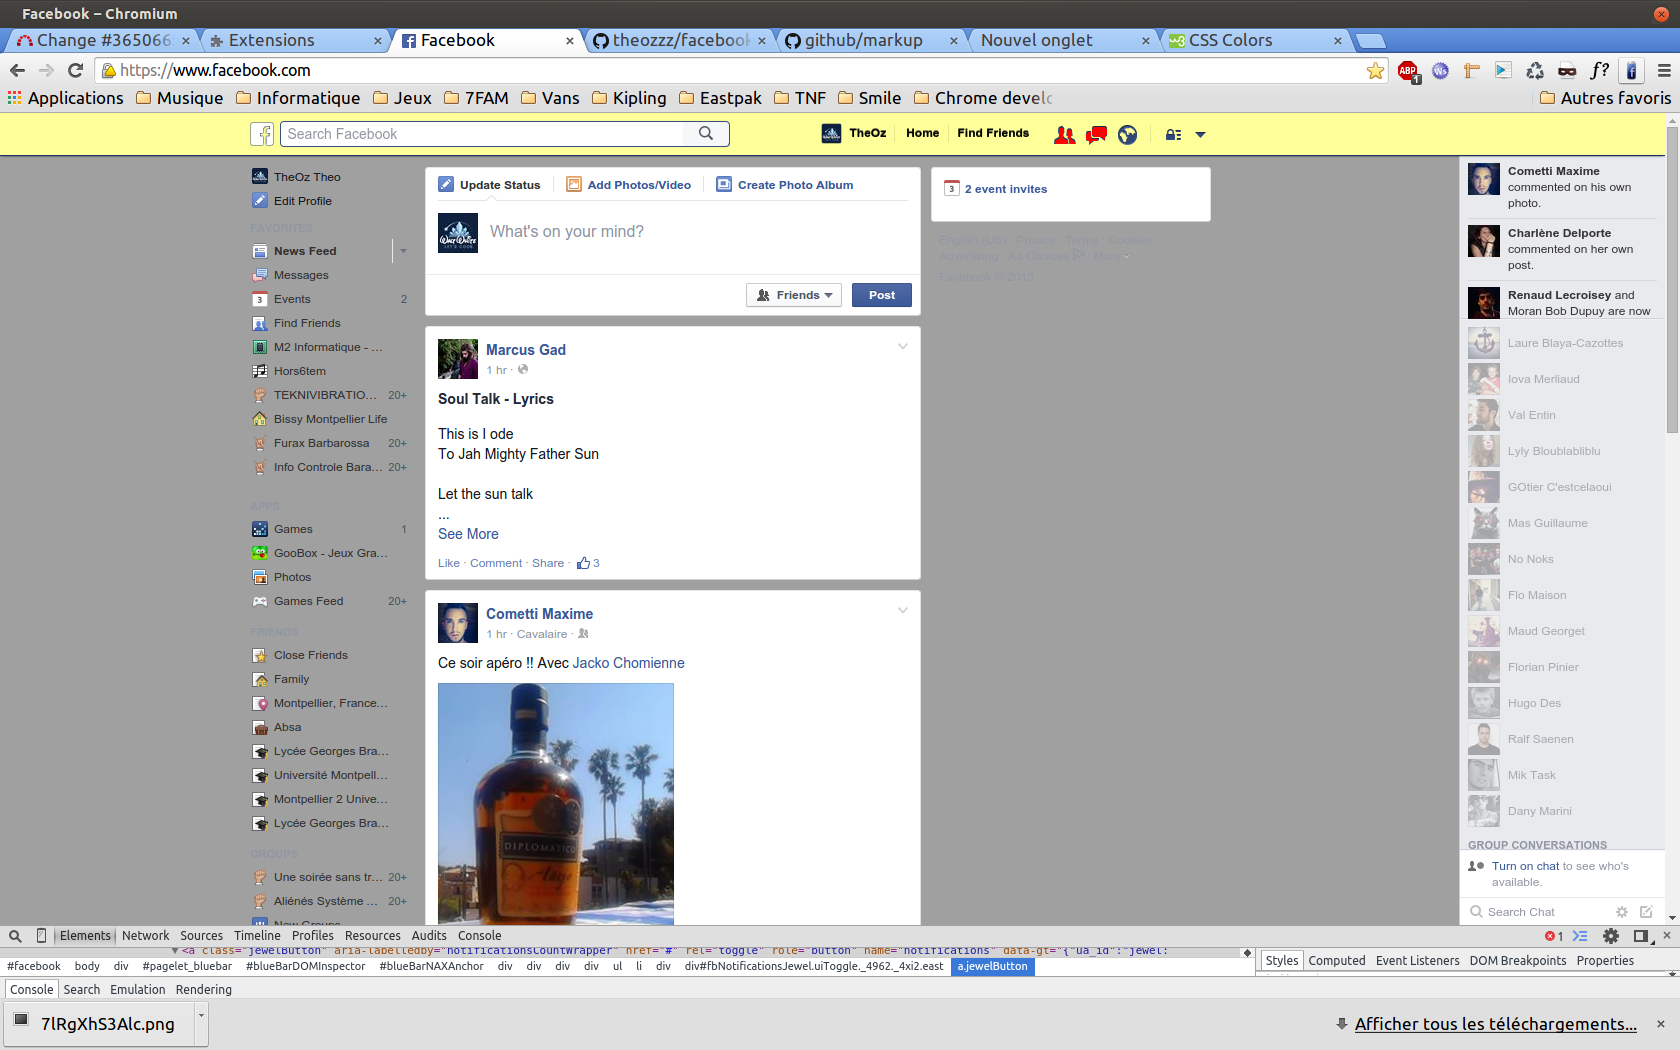 Facebook – Chromium
Change #365066
Extensions
Facebook
theozzz/facebook
github/markup
Nouvel onglet
CSS Colors
https://www.facebook.com
ABP
1
f?
Applications
Musique
Informatique
Jeux
7FAM
Vans
Kipling
Eastpak
TNF
Smile
Chrome develo
Autres favoris
Search Facebook
TheOz
Home
Find Friends
TheOz Theo
Edit Profile
FAVORITES
News Feed
Messages
Events 2
Find Friends
M2 Informatique - ...
Hors6tem
TEKNIVIBRATIO... 20+
Bissy Montpellier Life
Furax Barbarossa 20+
Info Controle Bara... 20+
APPS
Games 1
GooBox - Jeux Gra...
Photos
Games Feed 20+
FRIENDS
Close Friends
Family
Montpellier, France...
Absa
Lycée Georges Bra...
Université Montpell...
Montpellier 2 Unive...
Lycée Georges Bra...
GROUPS
Une soirée sans tr... 20+
Aliénés Système ... 20+
New Groups
Update Status
Add Photos/Video
Create Photo Album
What's on your mind?
Friends
Post
Marcus Gad
1 hr ·
Soul Talk - Lyrics
This is I ode
To Jah Mighty Father Sun
Let the sun talk
...
See More
Like · Comment · Share · 3
Cometti Maxime
1 hr · Cavalaire ·
Ce soir apéro !! Avec Jacko Chomienne
DIPLOMATICO
Añejo
3 2 event invites
English (US) · Privacy · Terms · Cookies ·
Advertising · Ad Choices · More
Facebook © 2015
Cometti Maxime
commented on his own
photo.
Charlène Delporte
commented on her own
post.
Renaud Lecroisey and
Moran Bob Dupuy are now
Laure Blaya-Cazottes
Iova Merliaud
Val Entin
Lyly Bloublabliblu
GOtier C'estcelaoui
Mas Guillaume
No Noks
Flo Maison
Maud Georget
Florian Pinier
Hugo Des
Ralf Saenen
Mik Task
Dany Marini
GROUP CONVERSATIONS
Turn on chat to see who's
available.
Search Chat
Elements Network Sources Timeline Profiles Resources Audits Console
1
<a class="jewelButton" aria-labelledby="notificationsCountWrapper" href="#" rel="toggle" role="button" name="notifications" data-gt="{"ua_id":"jewel:
#facebook body div #pagelet_bluebar #blueBarDOMInspector #blueBarNAXAnchor div div div div ul li div div#fbNotificationsJewel.uiToggle._4962._4xi2.east a.jewelButton
Styles Computed Event Listeners DOM Breakpoints Properties
Console Search Emulation Rendering
7lRgXhS3Alc.png
Afficher tous les téléchargements...